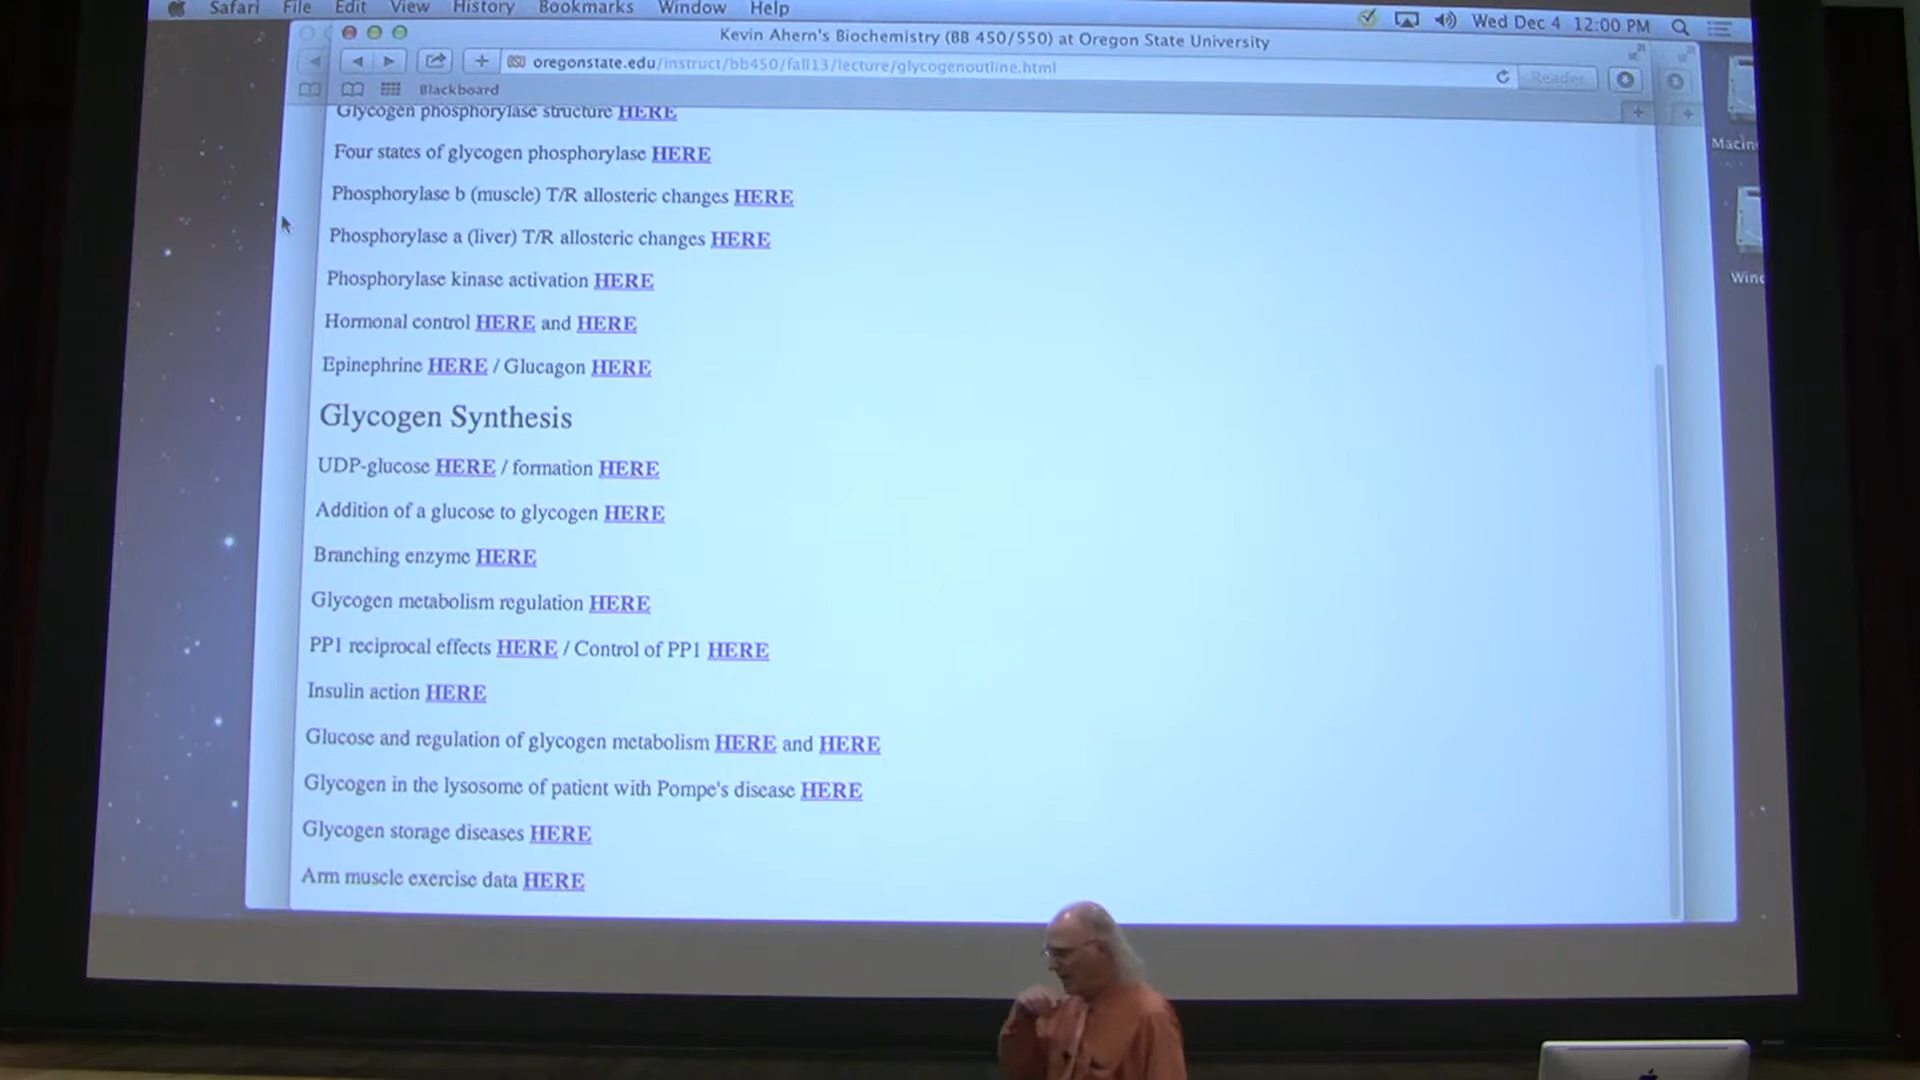 Safari File Edit View History Bookmarks Window Help Wed Dec 4 12:00 PM
Kevin Ahern's Biochemistry (BB 450/550) at Oregon State University
oregonstate.edu/instruct/bb450/fall13/lecture/glycogenoutline.html Reader
Blackboard
Glycogen phosphorylase structure HERE
Four states of glycogen phosphorylase HERE
Phosphorylase b (muscle) T/R allosteric changes HERE
Phosphorylase a (liver) T/R allosteric changes HERE
Phosphorylase kinase activation HERE
Hormonal control HERE and HERE
Epinephrine HERE / Glucagon HERE
Glycogen Synthesis
UDP-glucose HERE / formation HERE
Addition of a glucose to glycogen HERE
Branching enzyme HERE
Glycogen metabolism regulation HERE
PP1 reciprocal effects HERE / Control of PP1 HERE
Insulin action HERE
Glucose and regulation of glycogen metabolism HERE and HERE
Glycogen in the lysosome of patient with Pompe's disease HERE
Glycogen storage diseases HERE
Arm muscle exercise data HERE